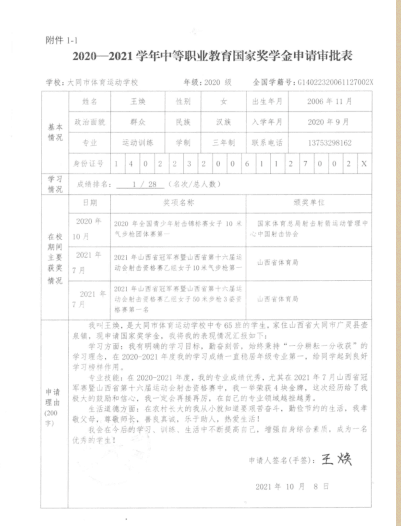 附件 1-1
2020—2021 学年中等职业教育国家奖学金申请审批表
学校：大同市体育运动学校 年级：2020 级 全国学籍号：G14022320061127002X
基本情况
姓名 王焕 性别 女 出生年月 2006 年 11 月
政治面貌 群众 民族 汉族 入学年月 2020 年 9 月
专业 运动训练 学制 三年制 联系电话 13753298162
身份证号 1 4 0 2 2 3 2 0 0 6 1 1 2 7 0 0 2 X
学习情况
成绩排名： 1 / 28 （名次/总人数）
在校期间主要获奖情况
日期 奖项名称 颁奖单位
2020 年 10 月 2020 年全国青少年射击锦标赛女子 10 米气步枪团体赛第一 国家体育总局射击射箭运动管理中心中国射击协会
2021 年 7 月 2021 年山西省冠军赛暨山西省第十六届运动会射击资格赛乙组女子10米气步枪第一 山西省体育局
2021 年 7 月 2021 年山西省冠军赛暨山西省第十六届运动会射击资格赛乙组女子50米步枪3姿资格赛第一名 山西省体育局
申请理由(200字)
我叫王焕，是大同市体育运动学校中专 65 班的学生，家住山西省大同市广灵县壶泉镇，现申请国家奖学金，我将我的表现情况汇报如下：
学习方面：我有明确的学习目标，勤奋刻苦，始终秉持“一分耕耘一分收获”的学习理念，在 2020-2021 年度我的学习成绩一直稳居年级专业第一，给同学起到良好学习榜样作用。
专业技能：在 2020-2021 年度，我的专业成绩优秀，尤其在 2021 年 7 月山西省冠军赛暨山西省第十六届运动会射击资格赛中，我一举荣获 4 块金牌，这次经历给了我极大的鼓励和信心，我一定会再接再厉，在自己的专业领域越练越勇。
生活道德方面：在农村长大的我从小就知道要艰苦奋斗，勤俭节约的生活，我孝敬父母，尊敬师长，善良真诚，乐于助人，热爱生活！
我会在今后的学习、训练、生活中不断提高自己，增强自身综合素质，成为一名优秀的学生！
申请人签名(手签)：王焕
2021 年 10 月 8 日